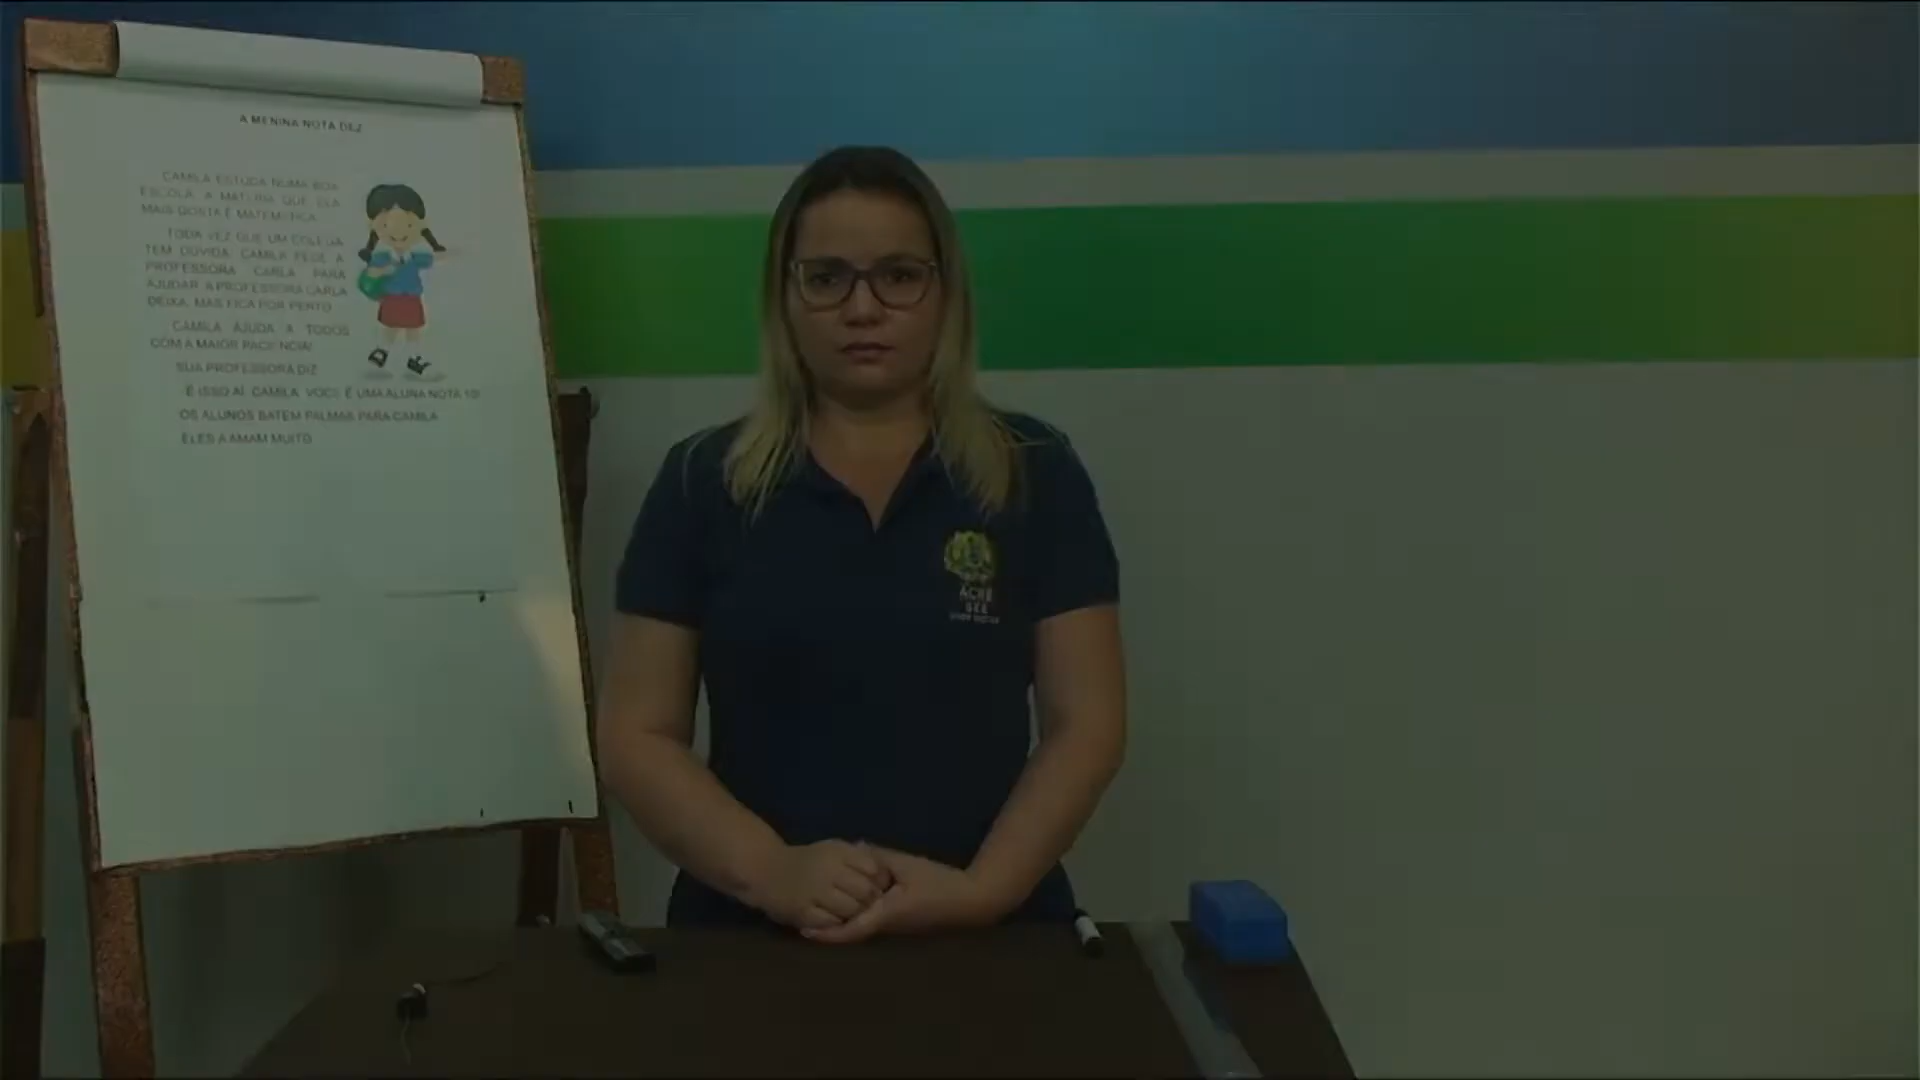 A MENINA NOTA DEZ
CAMILA ESTUDA NUMA BOA
ESCOLA. A MATÉRIA QUE ELA
MAIS GOSTA É MATEMÁTICA.
TODA VEZ QUE UM COLEGA
TEM DÚVIDA, CAMILA PEDE A
PROFESSORA CARLA PARA
AJUDAR. A PROFESSORA CARLA
DEIXA, MAS FICA POR PERTO.
CAMILA AJUDA A TODOS
COM A MAIOR PACIÊNCIA!
SUA PROFESSORA DIZ
É ISSO AÍ, CAMILA. VOCÊ É UMA ALUNA NOTA 10!
OS ALUNOS BATEM PALMAS PARA CAMILA
ELES A AMAM MUITO
ACRE
SEE